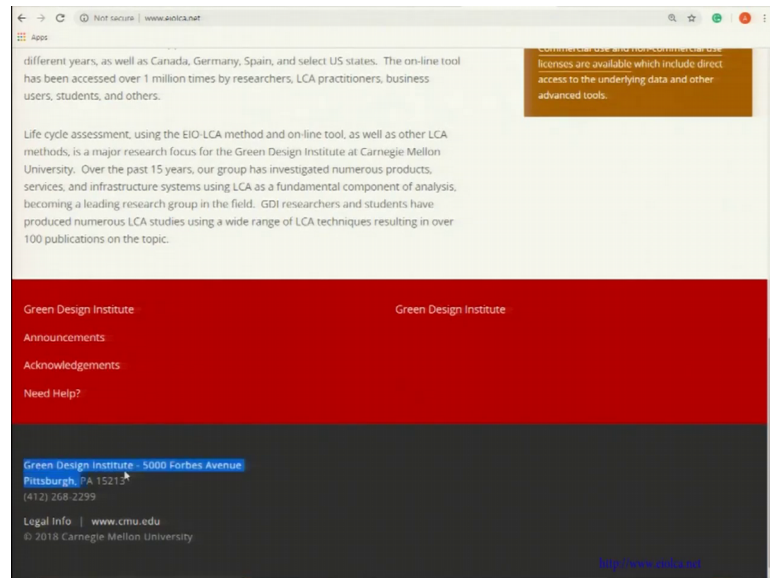 Not secure | www.eiolca.net
Apps
different years, as well as Canada, Germany, Spain, and select US states. The on-line tool
has been accessed over 1 million times by researchers, LCA practitioners, business
users, students, and others.
commercial use and non-commercial use
licenses are available which include direct
access to the underlying data and other
advanced tools.
Life cycle assessment, using the EIO-LCA method and on-line tool, as well as other LCA
methods, is a major research focus for the Green Design Institute at Carnegie Mellon
University. Over the past 15 years, our group has investigated numerous products,
services, and infrastructure systems using LCA as a fundamental component of analysis,
becoming a leading research group in the field. GDI researchers and students have
produced numerous LCA studies using a wide range of LCA techniques resulting in over
100 publications on the topic.
Green Design Institute
Green Design Institute
Announcements
Acknowledgements
Need Help?
Green Design Institute - 5000 Forbes Avenue
Pittsburgh, PA 15213
(412) 268-2299
Legal Info | www.cmu.edu
© 2018 Carnegie Mellon University
http://www.eiolca.net